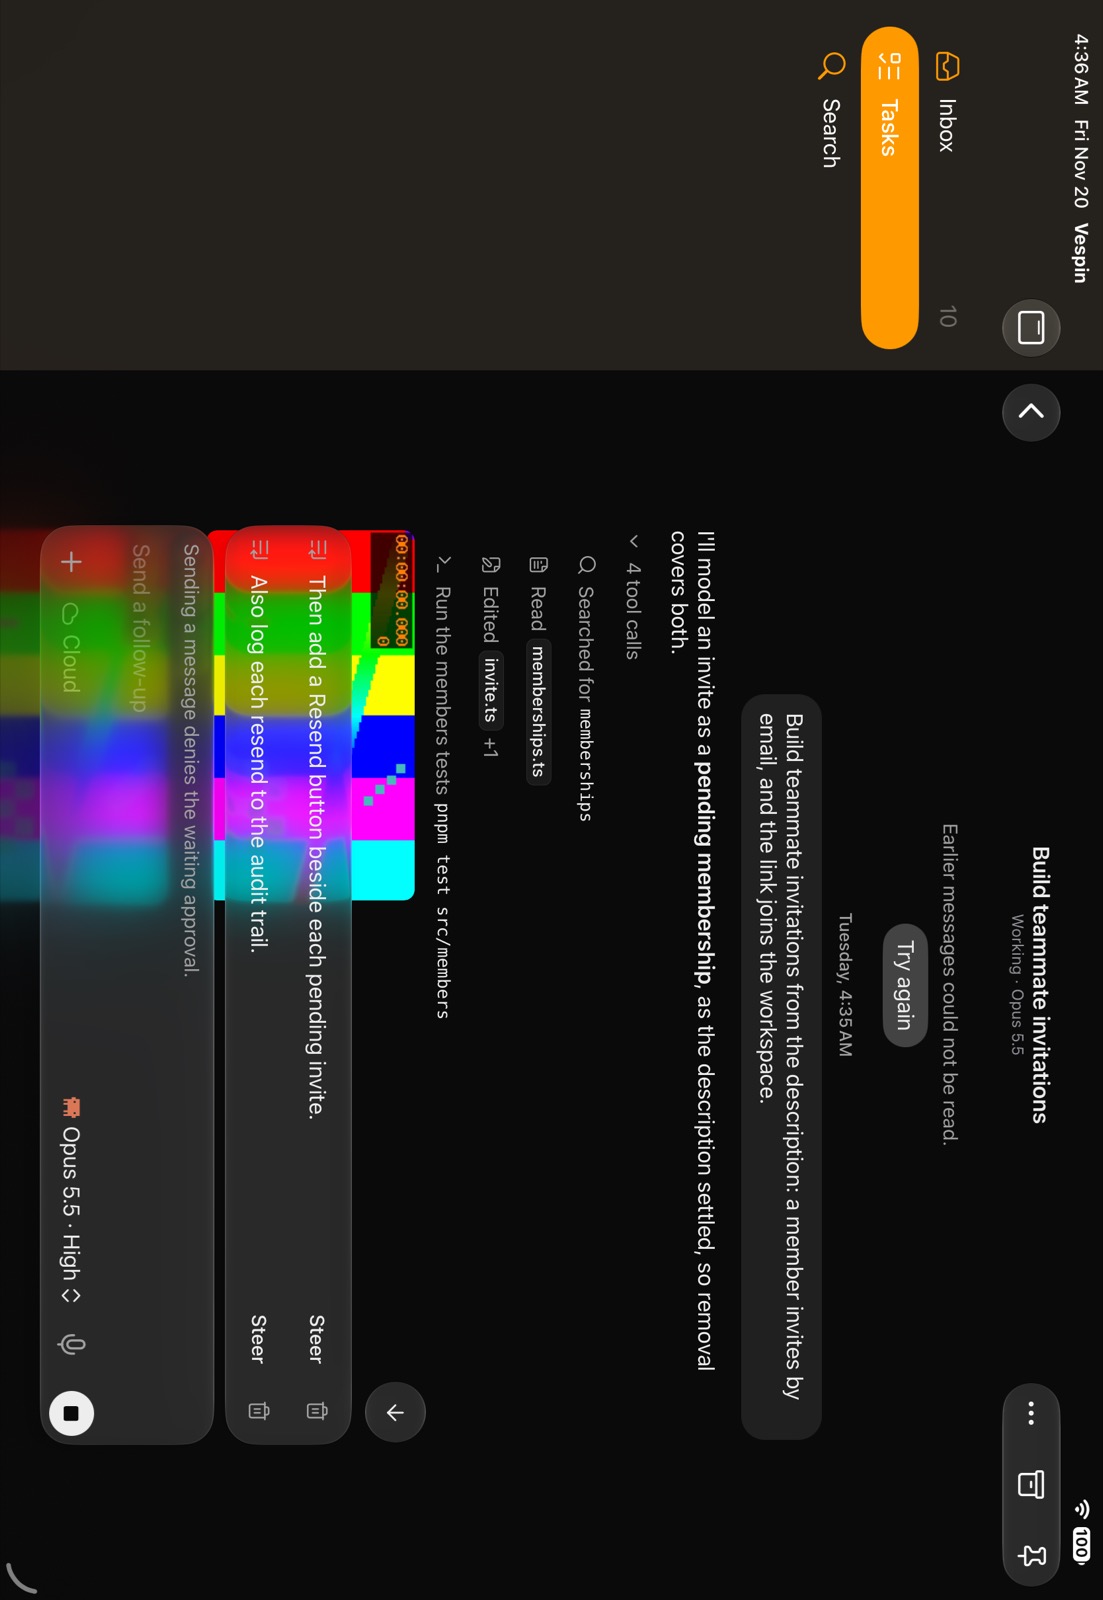 4:36 AM Fri Nov 20 Vespin
100
Build teammate invitations
Working · Opus 5.5
Inbox 10
Tasks
Search
Earlier messages could not be read.
Try again
Tuesday, 4:35 AM
Build teammate invitations from the description: a member invites by
email, and the link joins the workspace.
I'll model an invite as a pending membership, as the description settled, so removal
covers both.
4 tool calls
Searched for memberships
Read memberships.ts
Edited invite.ts +1
Run the members tests pnpm test src/members
00:00:00.000
0
Then add a Resend button beside each pending invite. Steer
Also log each resend to the audit trail. Steer
Sending a message denies the waiting approval.
Send a follow-up
Cloud Opus 5.5 · High